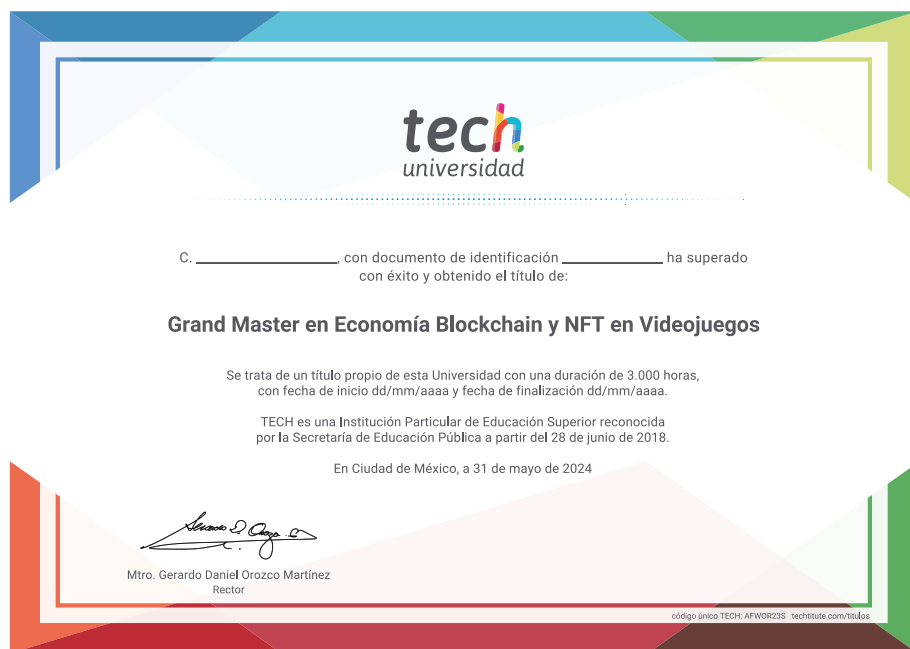 tech
universidad
C. ____________, con documento de identificación ____________ ha superado
con éxito y obtenido el título de:
Grand Master en Economía Blockchain y NFT en Videojuegos
Se trata de un título propio de esta Universidad con una duración de 3.000 horas,
con fecha de inicio dd/mm/aaaa y fecha de finalización dd/mm/aaaa.
TECH es una Institución Particular de Educación Superior reconocida
por la Secretaría de Educación Pública a partir del 28 de junio de 2018.
En Ciudad de México, a 31 de mayo de 2024
Mtro. Gerardo Daniel Orozco Martínez
Rector
código único TECH: AFWOR23S techtitute.com/titulos